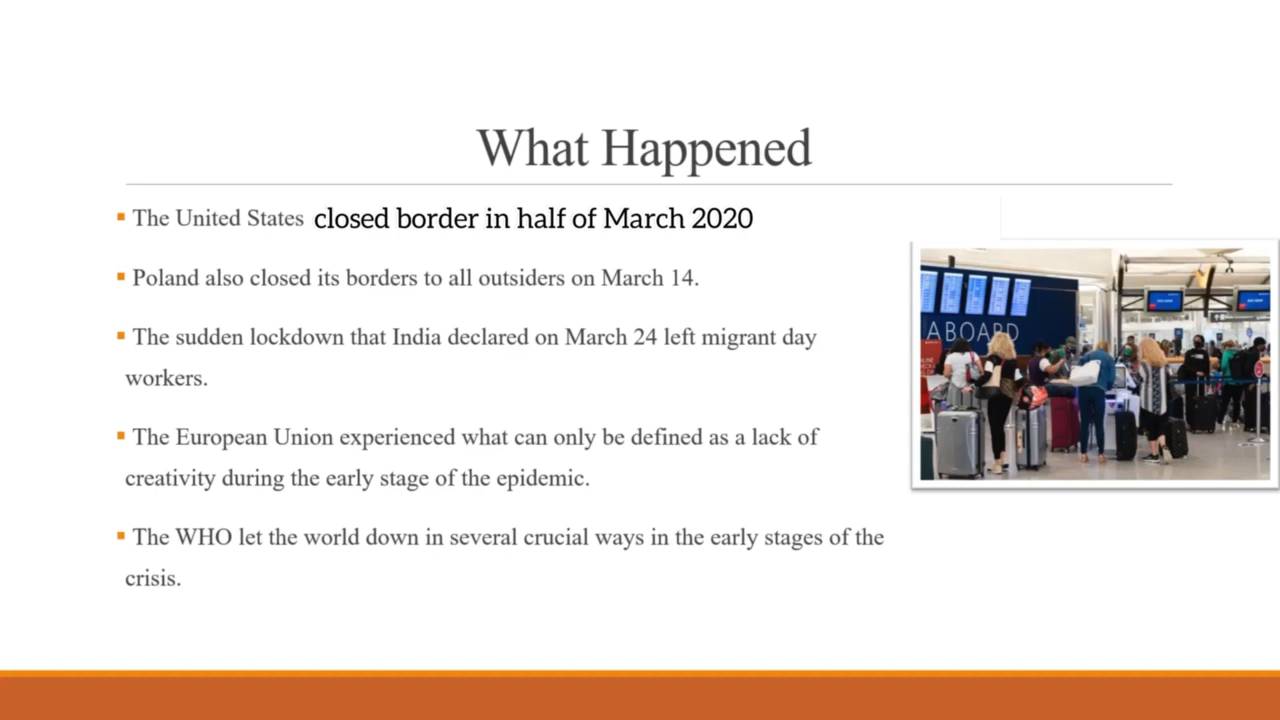 What Happened
The United States closed border in half of March 2020
Poland also closed its borders to all outsiders on March 14.
The sudden lockdown that India declared on March 24 left migrant day
workers.
The European Union experienced what can only be defined as a lack of
creativity during the early stage of the epidemic.
The WHO let the world down in several crucial ways in the early stages of the
crisis.
ABOARD